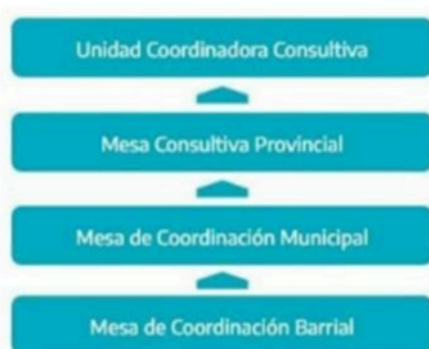 Unidad Coordinadora Consultiva
Mesa Consultiva Provincial
Mesa de Coordinación Municipal
Mesa de Coordinación Barrial